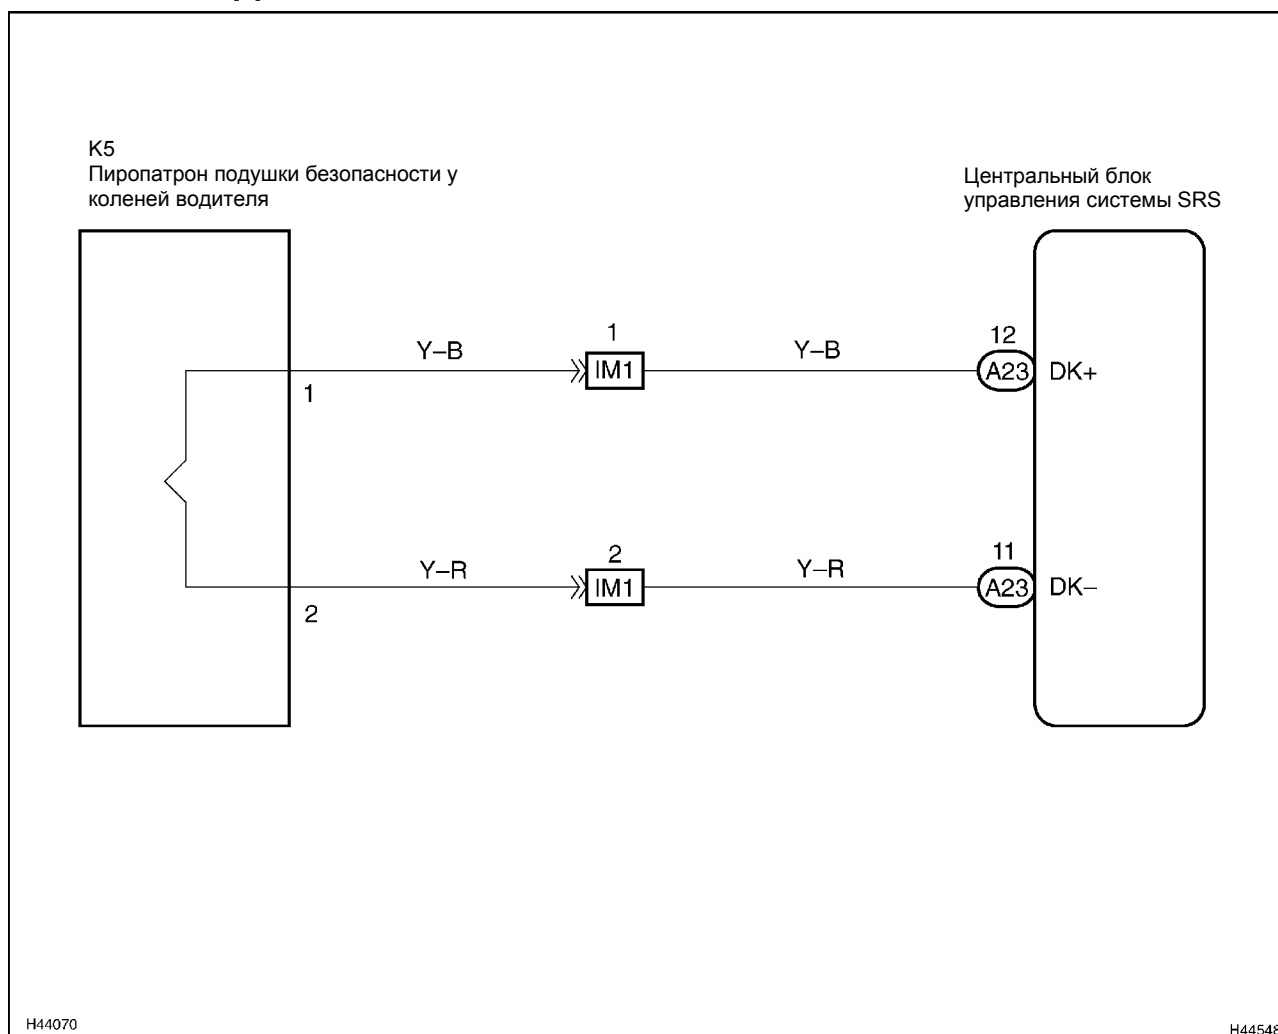 K5
Пиропатрон подушки безопасности у
коленей водителя
Центральный блок
управления системы SRS
1
Y–B
1
IM1
Y–B
12
A23
DK+
2
Y–R
2
IM1
Y–R
11
A23
DK–
H44070
H44548